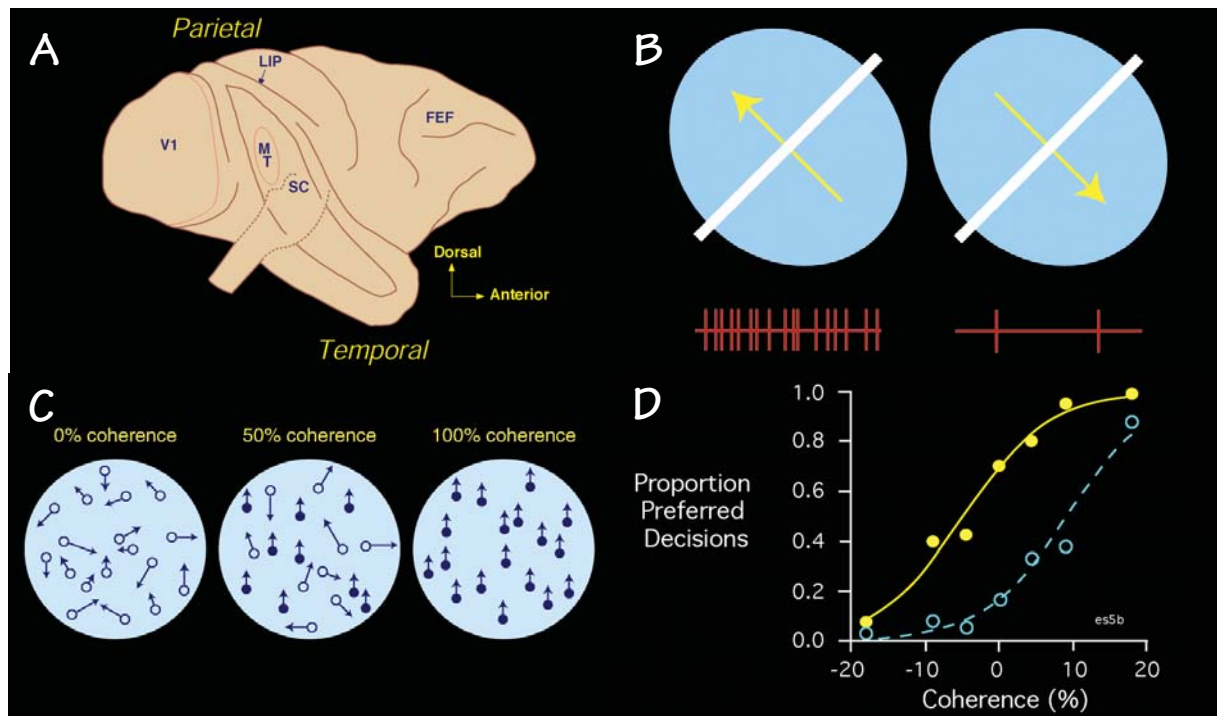 A
Parietal
LIP
V1
M
T
SC
FEF
Dorsal
Anterior
Temporal
B
C
0% coherence
50% coherence
100% coherence
D
Proportion
Preferred
Decisions
1.0
0.8
0.6
0.4
0.2
0.0
es5b
-20
-10
0
10
20
Coherence (%)